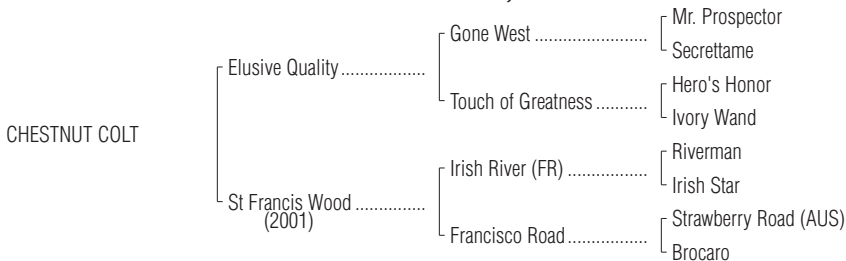 Mr. Prospector
Gone West ..................
Secrettame
Elusive Quality..................
Hero's Honor
Touch of Greatness ...........
Ivory Wand
CHESTNUT COLT
Riverman
Irish River (FR) .................
Irish Star
St Francis Wood ...............
(2001)
Strawberry Road (AUS)
Francisco Road.................
Brocaro